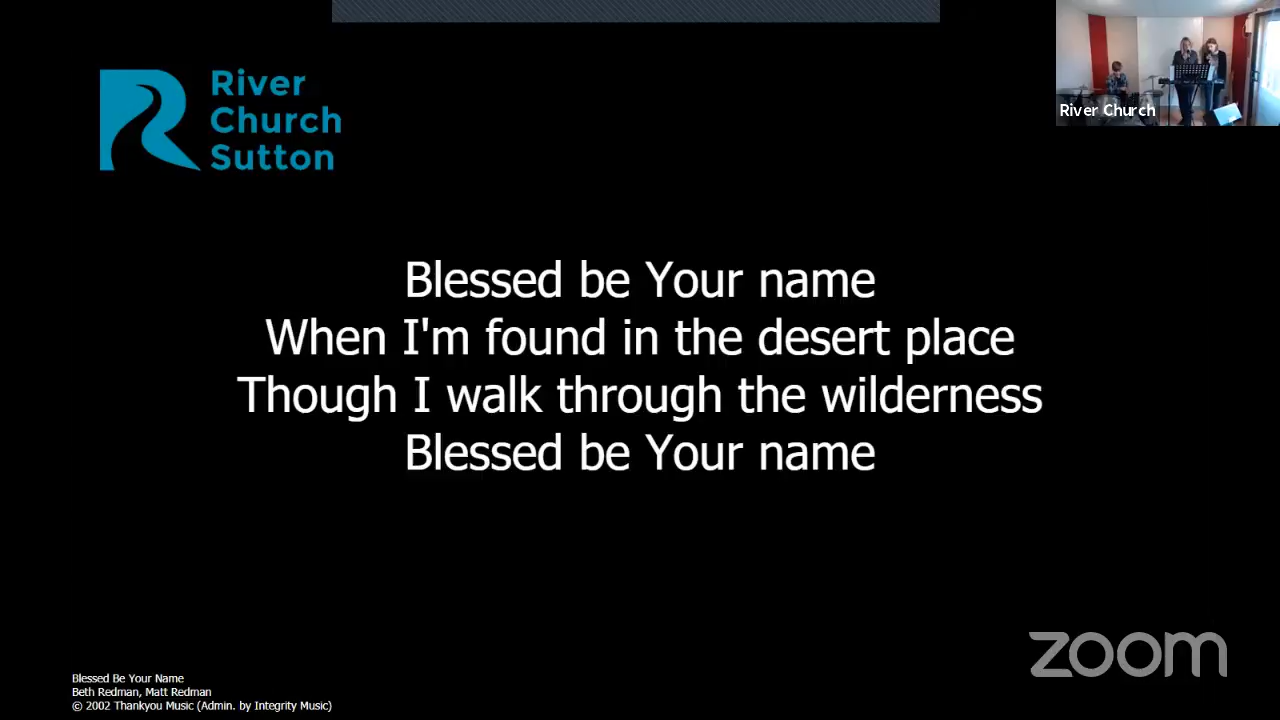 River
Church
Sutton
River Church
Blessed be Your name
When I'm found in the desert place
Though I walk through the wilderness
Blessed be Your name
zoom
Blessed Be Your Name
Beth Redman, Matt Redman
© 2002 Thankyou Music (Admin. by Integrity Music)